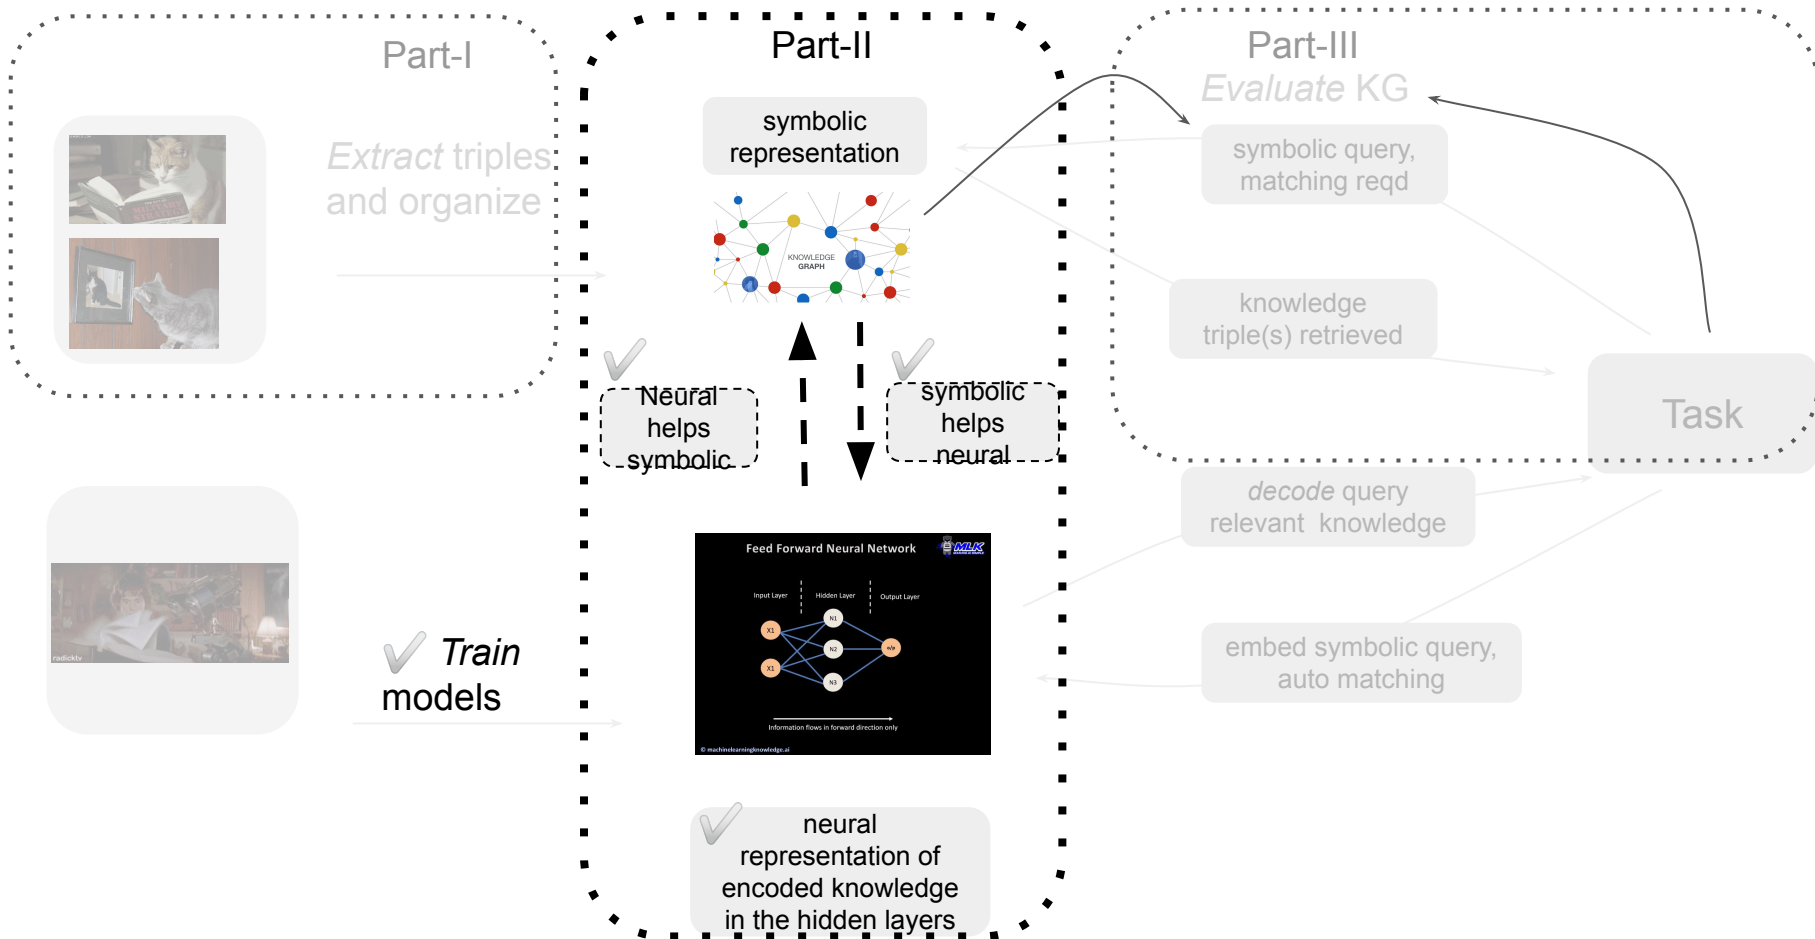 Part-I
Extract triples
and organize
Part-II
symbolic
representation
KNOWLEDGE
GRAPH
Neural
helps
symbolic
symbolic
helps
neural
Part-III
Evaluate KG
symbolic query,
matching reqd
knowledge
triple(s) retrieved
Task
decode query
relevant knowledge
embed symbolic query,
auto matching
radicktv
Train
models
Feed Forward Neural Network
MLK
Input Layer
Hidden Layer
Output Layer
X1
X1
N1
N2
N3
o/p
Information flows in forward direction only
© machinelearningknowledge.ai
neural
representation of
encoded knowledge
in the hidden layers